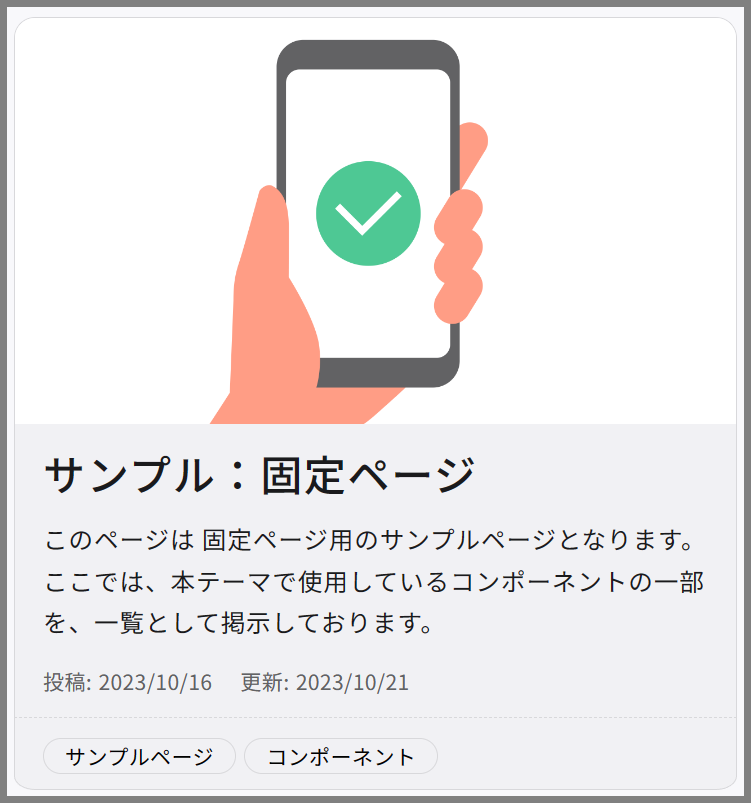 サンプル：固定ページ
このページは 固定ページ用のサンプルページとなります。
ここでは、本テーマで使用しているコンポーネントの一部
を、一覧として掲示しております。
投稿: 2023/10/16 更新: 2023/10/21
サンプルページ コンポーネント